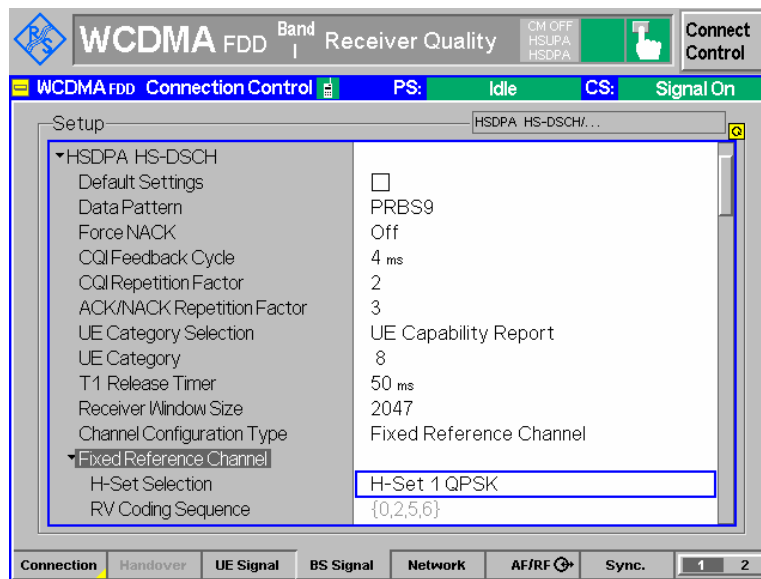 WCDMA FDD Band I Receiver Quality CM OFF HSUPA HSDPA Connect Control
WCDMA FDD Connection Control PS: Idle CS: Signal On
Setup HSDPA HS-DSCH/...
HSDPA HS-DSCH
Default Settings
Data Pattern PRBS9
Force NACK Off
CQI Feedback Cycle 4 ms
CQI Repetition Factor 2
ACK/NACK Repetition Factor 3
UE Category Selection UE Capability Report
UE Category 8
T1 Release Timer 50 ms
Receiver Window Size 2047
Channel Configuration Type Fixed Reference Channel
Fixed Reference Channel
H-Set Selection H-Set 1 QPSK
RV Coding Sequence {0,2,5,6}
Connection Handover UE Signal BS Signal Network AF/RF Sync. 1 2